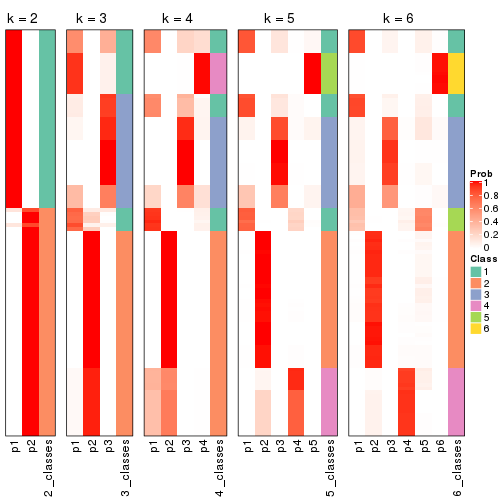 k = 2
k = 3
k = 4
k = 5
k = 6
Prob
1
0.8
0.6
0.4
0.2
0
Class
1
2
3
4
5
6
p1
p2
2_classes
p1
p2
p3
3_classes
p1
p2
p3
p4
4_classes
p1
p2
p3
p4
p5
5_classes
p1
p2
p3
p4
p5
p6
6_classes